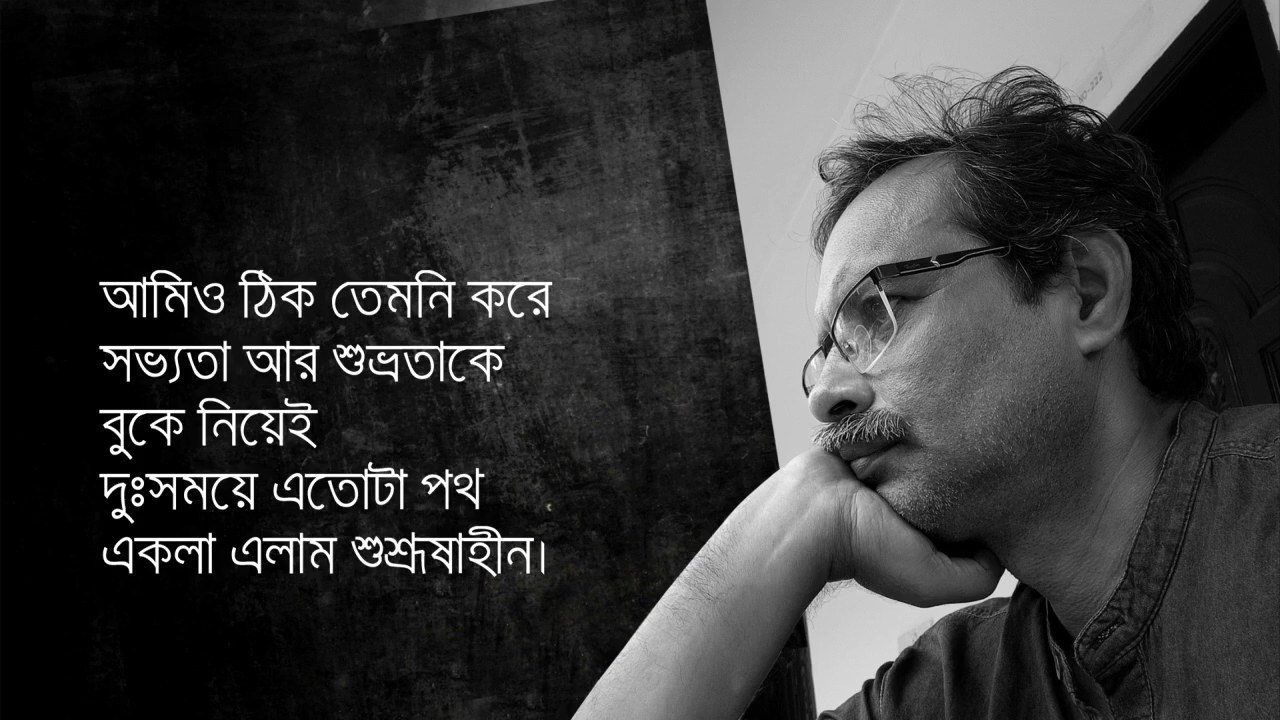 আমিও ঠিক তেমনি করে
সভ্যতা আর শুভ্রতাকে
বুকে নিয়েই
দুঃসময়ে এতোটা পথ
একলা এলাম শুশ্রূষাহীন।